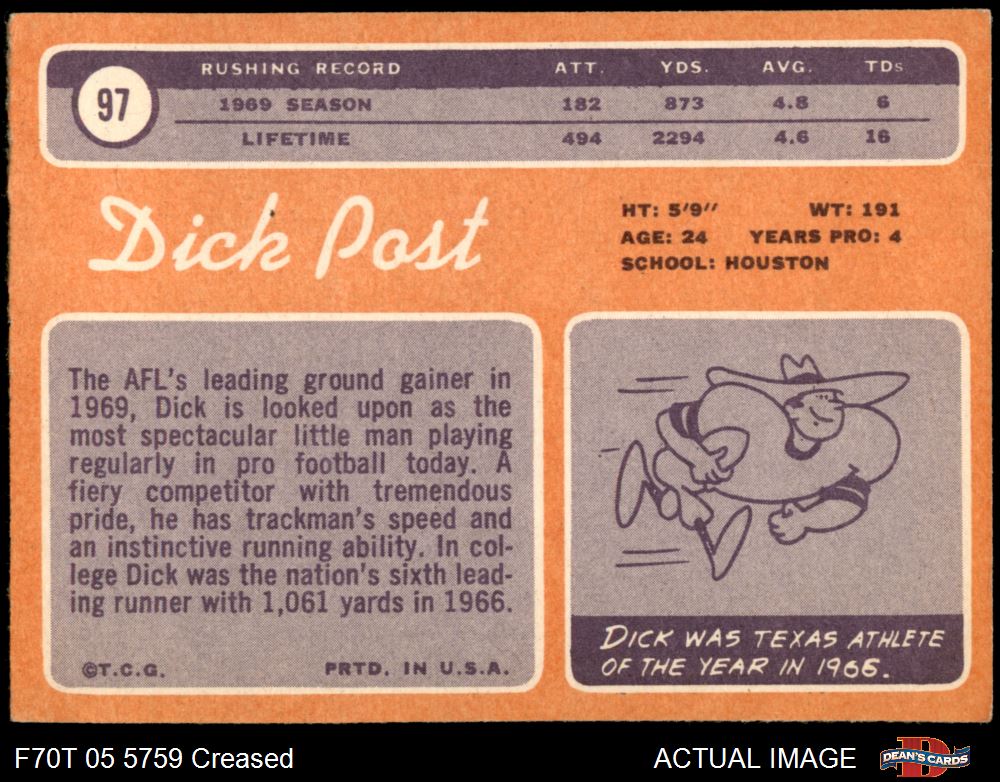 97
RUSHING RECORD ATT. YDS. AVG. TDs
1969 SEASON 182 873 4.8 6
LIFETIME 494 2294 4.6 16
Dick Post
HT: 5'9" WT: 191
AGE: 24 YEARS PRO: 4
SCHOOL: HOUSTON
The AFL's leading ground gainer in
1969, Dick is looked upon as the
most spectacular little man playing
regularly in pro football today. A
fiery competitor with tremendous
pride, he has trackman's speed and
an instinctive running ability. In col-
lege Dick was the nation's sixth lead-
ing runner with 1,061 yards in 1966.
©T.C.G. PRTD. IN U.S.A.
DICK WAS TEXAS ATHLETE
OF THE YEAR IN 1966.
F70T 05 5759 Creased
ACTUAL IMAGE
D
DEAN'S CARDS